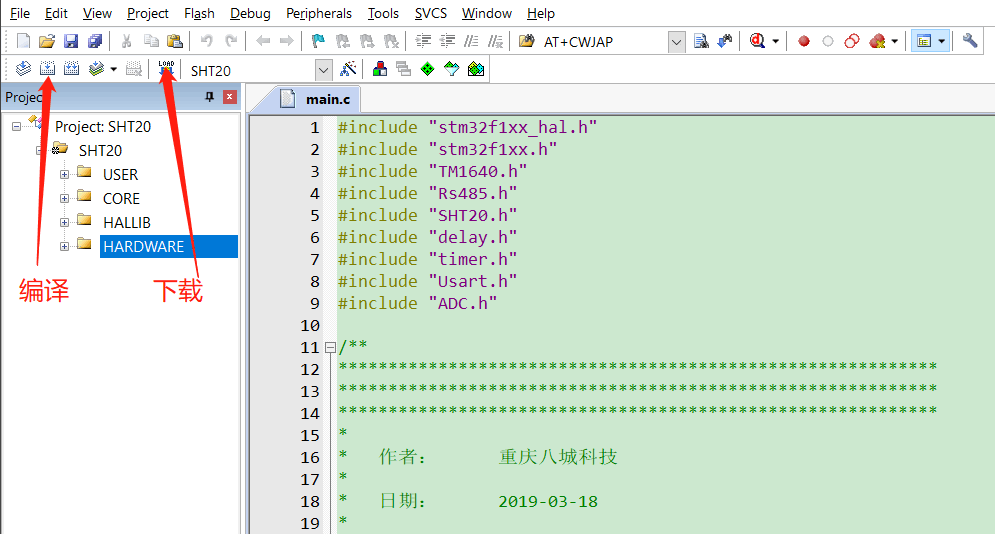 File Edit View Project Flash Debug Peripherals Tools SVCS Window Help
AT+CWJAP
LOAD SHT20
Projec
main.c
Project: SHT20
SHT20
USER
CORE
HALLIB
HARDWARE
编译 下载
1 #include "stm32f1xx_hal.h"
2 #include "stm32f1xx.h"
3 #include "TM1640.h"
4 #include "Rs485.h"
5 #include "SHT20.h"
6 #include "delay.h"
7 #include "timer.h"
8 #include "Usart.h"
9 #include "ADC.h"
10
11 /**
12 ************************************************************
13 ************************************************************
14 ************************************************************
15 *
16 * 作者： 重庆八城科技
17 *
18 * 日期： 2019-03-18
19 *